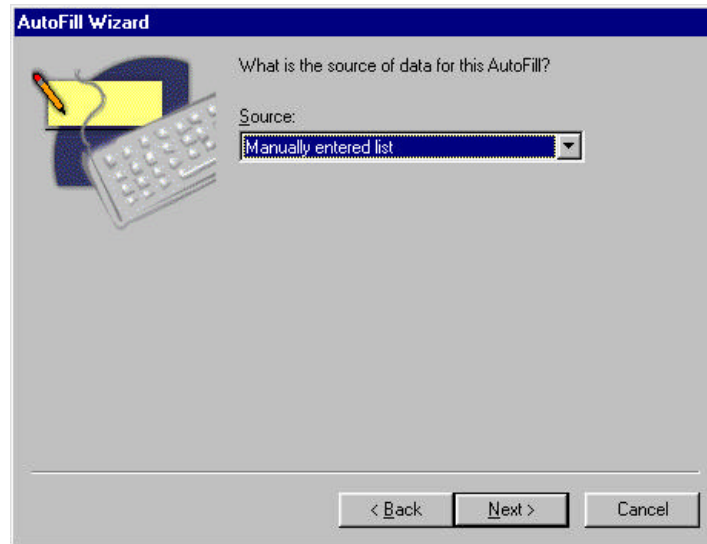 AutoFill Wizard
What is the source of data for this AutoFill?
Source:
Manually entered list
< Back
Next >
Cancel